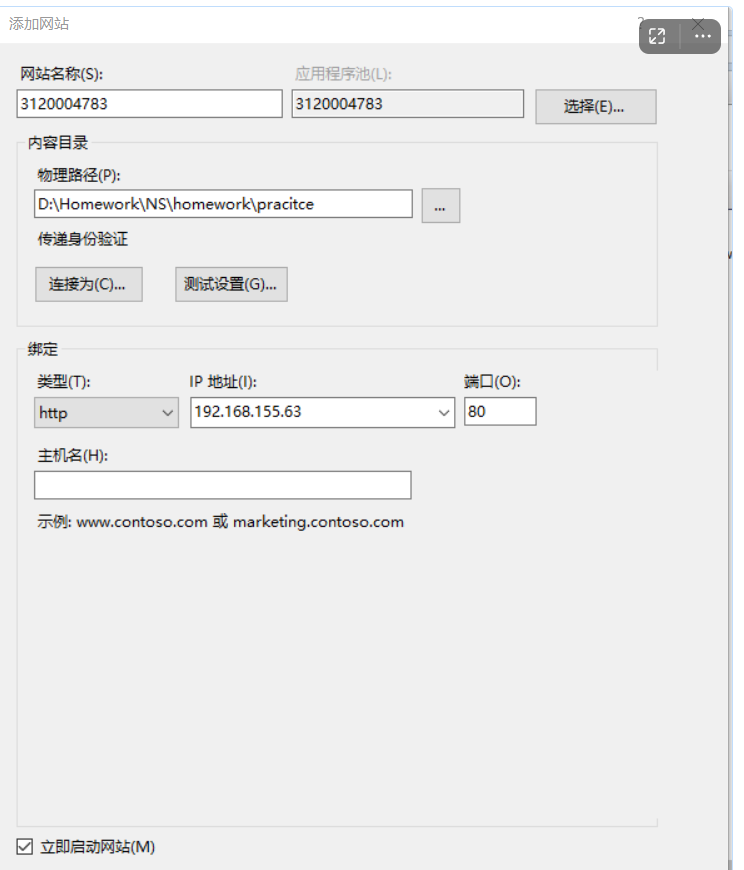 添加网站
?
网站名称(S):
应用程序池(L):
3120004783
3120004783
选择(E)...
内容目录
物理路径(P):
D:\Homework\NS\homework\pracitce
...
传递身份验证
连接为(C)...
测试设置(G)...
绑定
类型(T):
IP 地址(I):
端口(O):
http
192.168.155.63
80
主机名(H):
示例: www.contoso.com 或 marketing.contoso.com
立即启动网站(M)